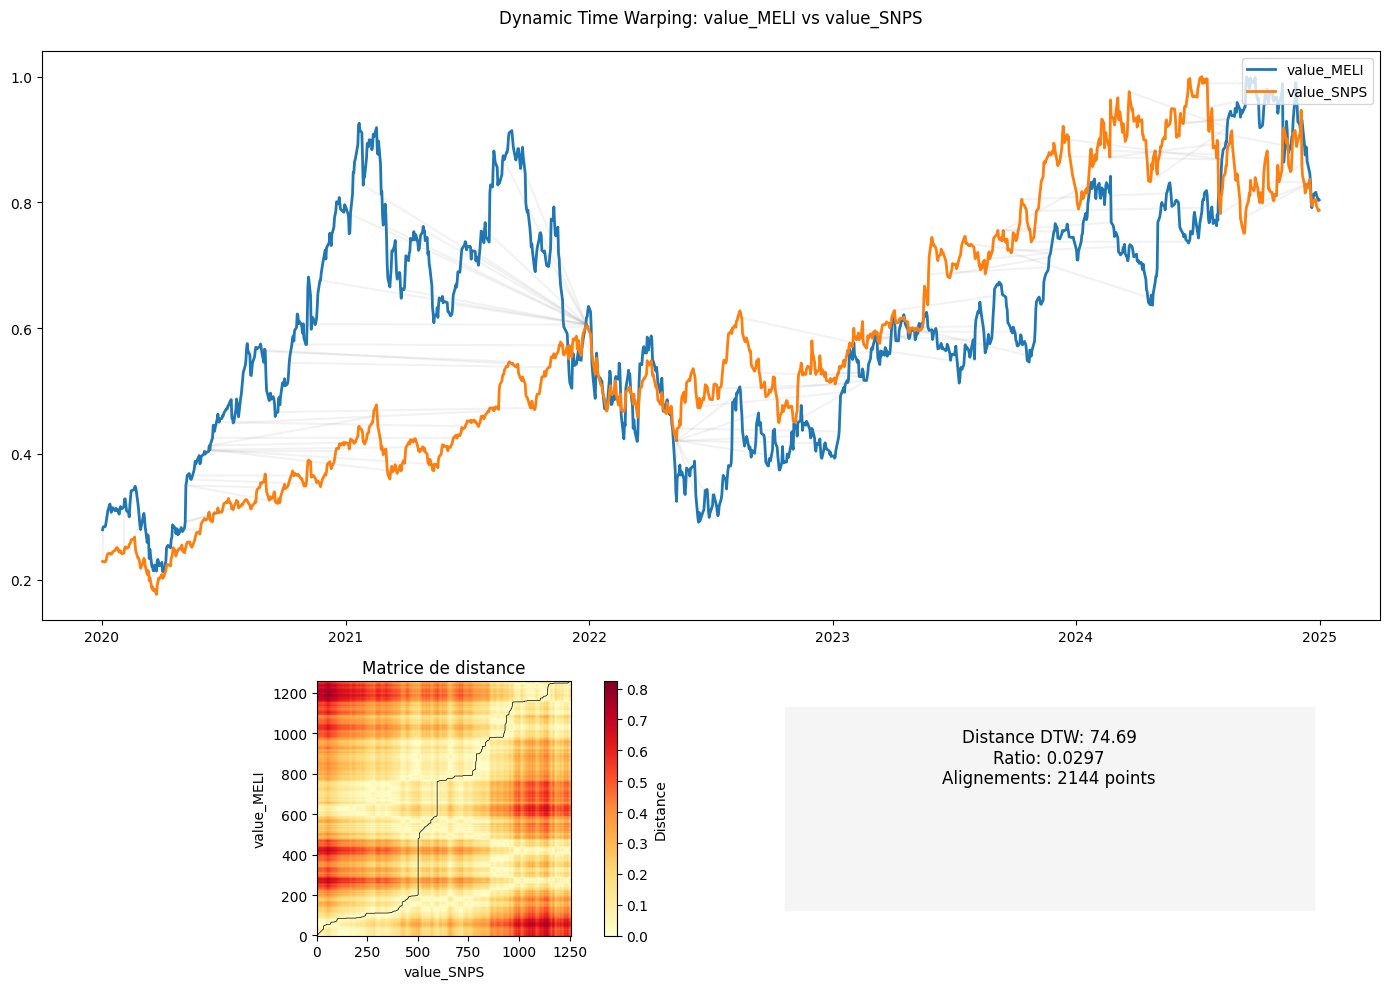 Dynamic Time Warping: value_MELI vs value_SNPS
value_MELI
value_SNPS
1.0
0.8
0.6
0.4
0.2
2020 2021 2022 2023 2024 2025
Matrice de distance
value_MELI
1200
1000
800
600
400
200
0
0 250 500 750 1000 1250
value_SNPS
0.8
0.7
0.6
0.5
0.4
0.3
0.2
0.1
0.0
Distance
Distance DTW: 74.69
Ratio: 0.0297
Alignements: 2144 points